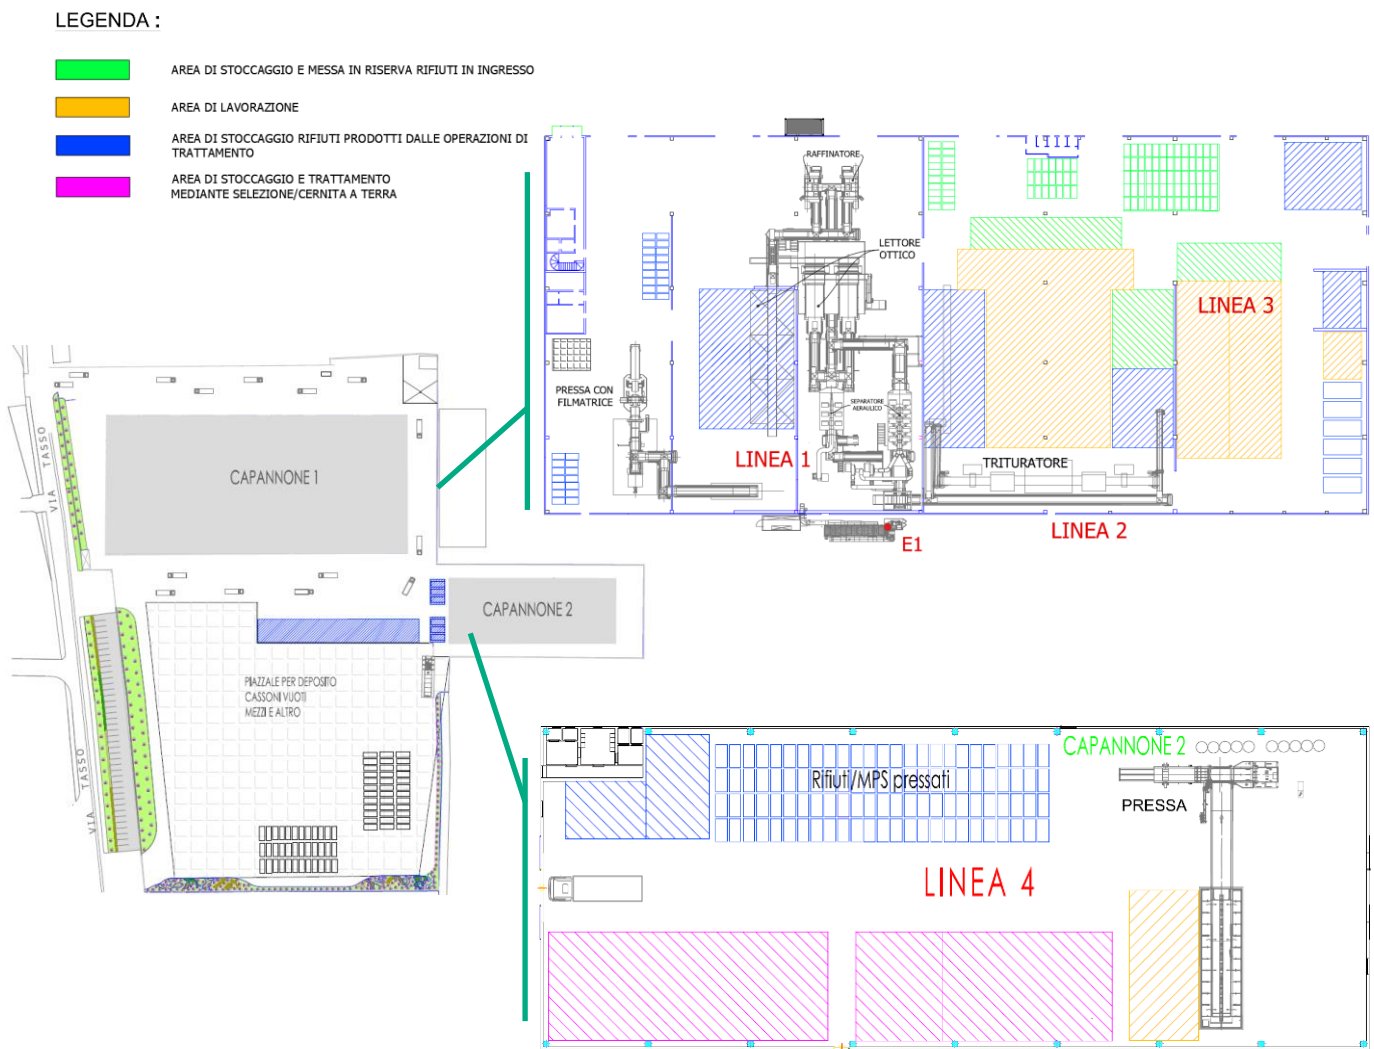 LEGENDA :
AREA DI STOCCAGGIO E MESSA IN RISERVA RIFIUTI IN INGRESSO
AREA DI LAVORAZIONE
AREA DI STOCCAGGIO RIFIUTI PRODOTTI DALLE OPERAZIONI DI
TRATTAMENTO
AREA DI STOCCAGGIO E TRATTAMENTO
MEDIANTE SELEZIONE/CERNITA A TERRA
RAFFINATORE
LETTORE
OTTICO
LINEA 3
PRESSA CON
FILMATRICE
SEPARATORE
AERAULICO
LINEA 1
TRITURATORE
LINEA 2
E1
VIA TASSO
CAPANNONE 1
CAPANNONE 2
PIAZZALE PER DEPOSITO
CASSONI VUOTI
MEZZI E ALTRO
VIA TASSO
CAPANNONE 2
Rifiuti/MPS pressati
PRESSA
LINEA 4